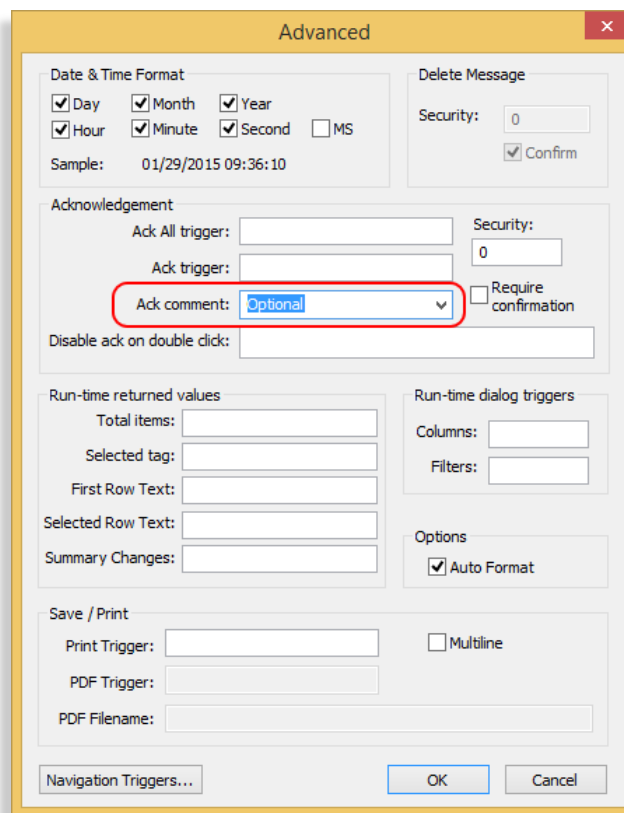 Advanced
Date & Time Format
Day Month Year
Hour Minute Second MS
Sample: 01/29/2015 09:36:10
Delete Message
Security: 0
Confirm
Acknowledgement
Ack All trigger:
Security:
0
Ack trigger:
Ack comment: Optional
Require
confirmation
Disable ack on double click:
Run-time returned values
Total items:
Selected tag:
First Row Text:
Selected Row Text:
Summary Changes:
Run-time dialog triggers
Columns:
Filters:
Options
Auto Format
Save / Print
Print Trigger:
Multiline
PDF Trigger:
PDF Filename:
Navigation Triggers... OK Cancel